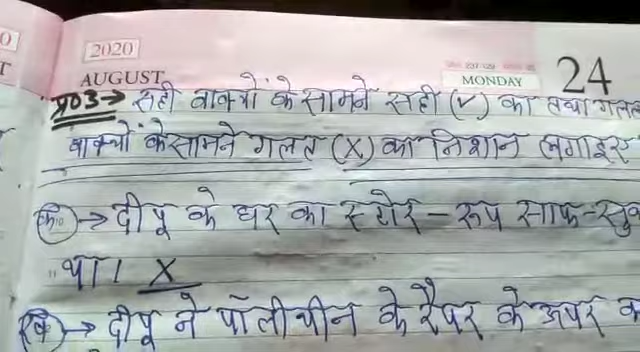 2020
AUGUST
MONDAY
24
प्र03→ सही वाक्यों के सामने सही (✓) का तथा गलत
वाक्यों के सामने गलत (X) का निशान लगाइए
(क) → दीपू के घर का स्टोर-रूप साफ-सु
था। X
(ख) → दीपू ने पॉलीथीन के रैपर के ऊपर